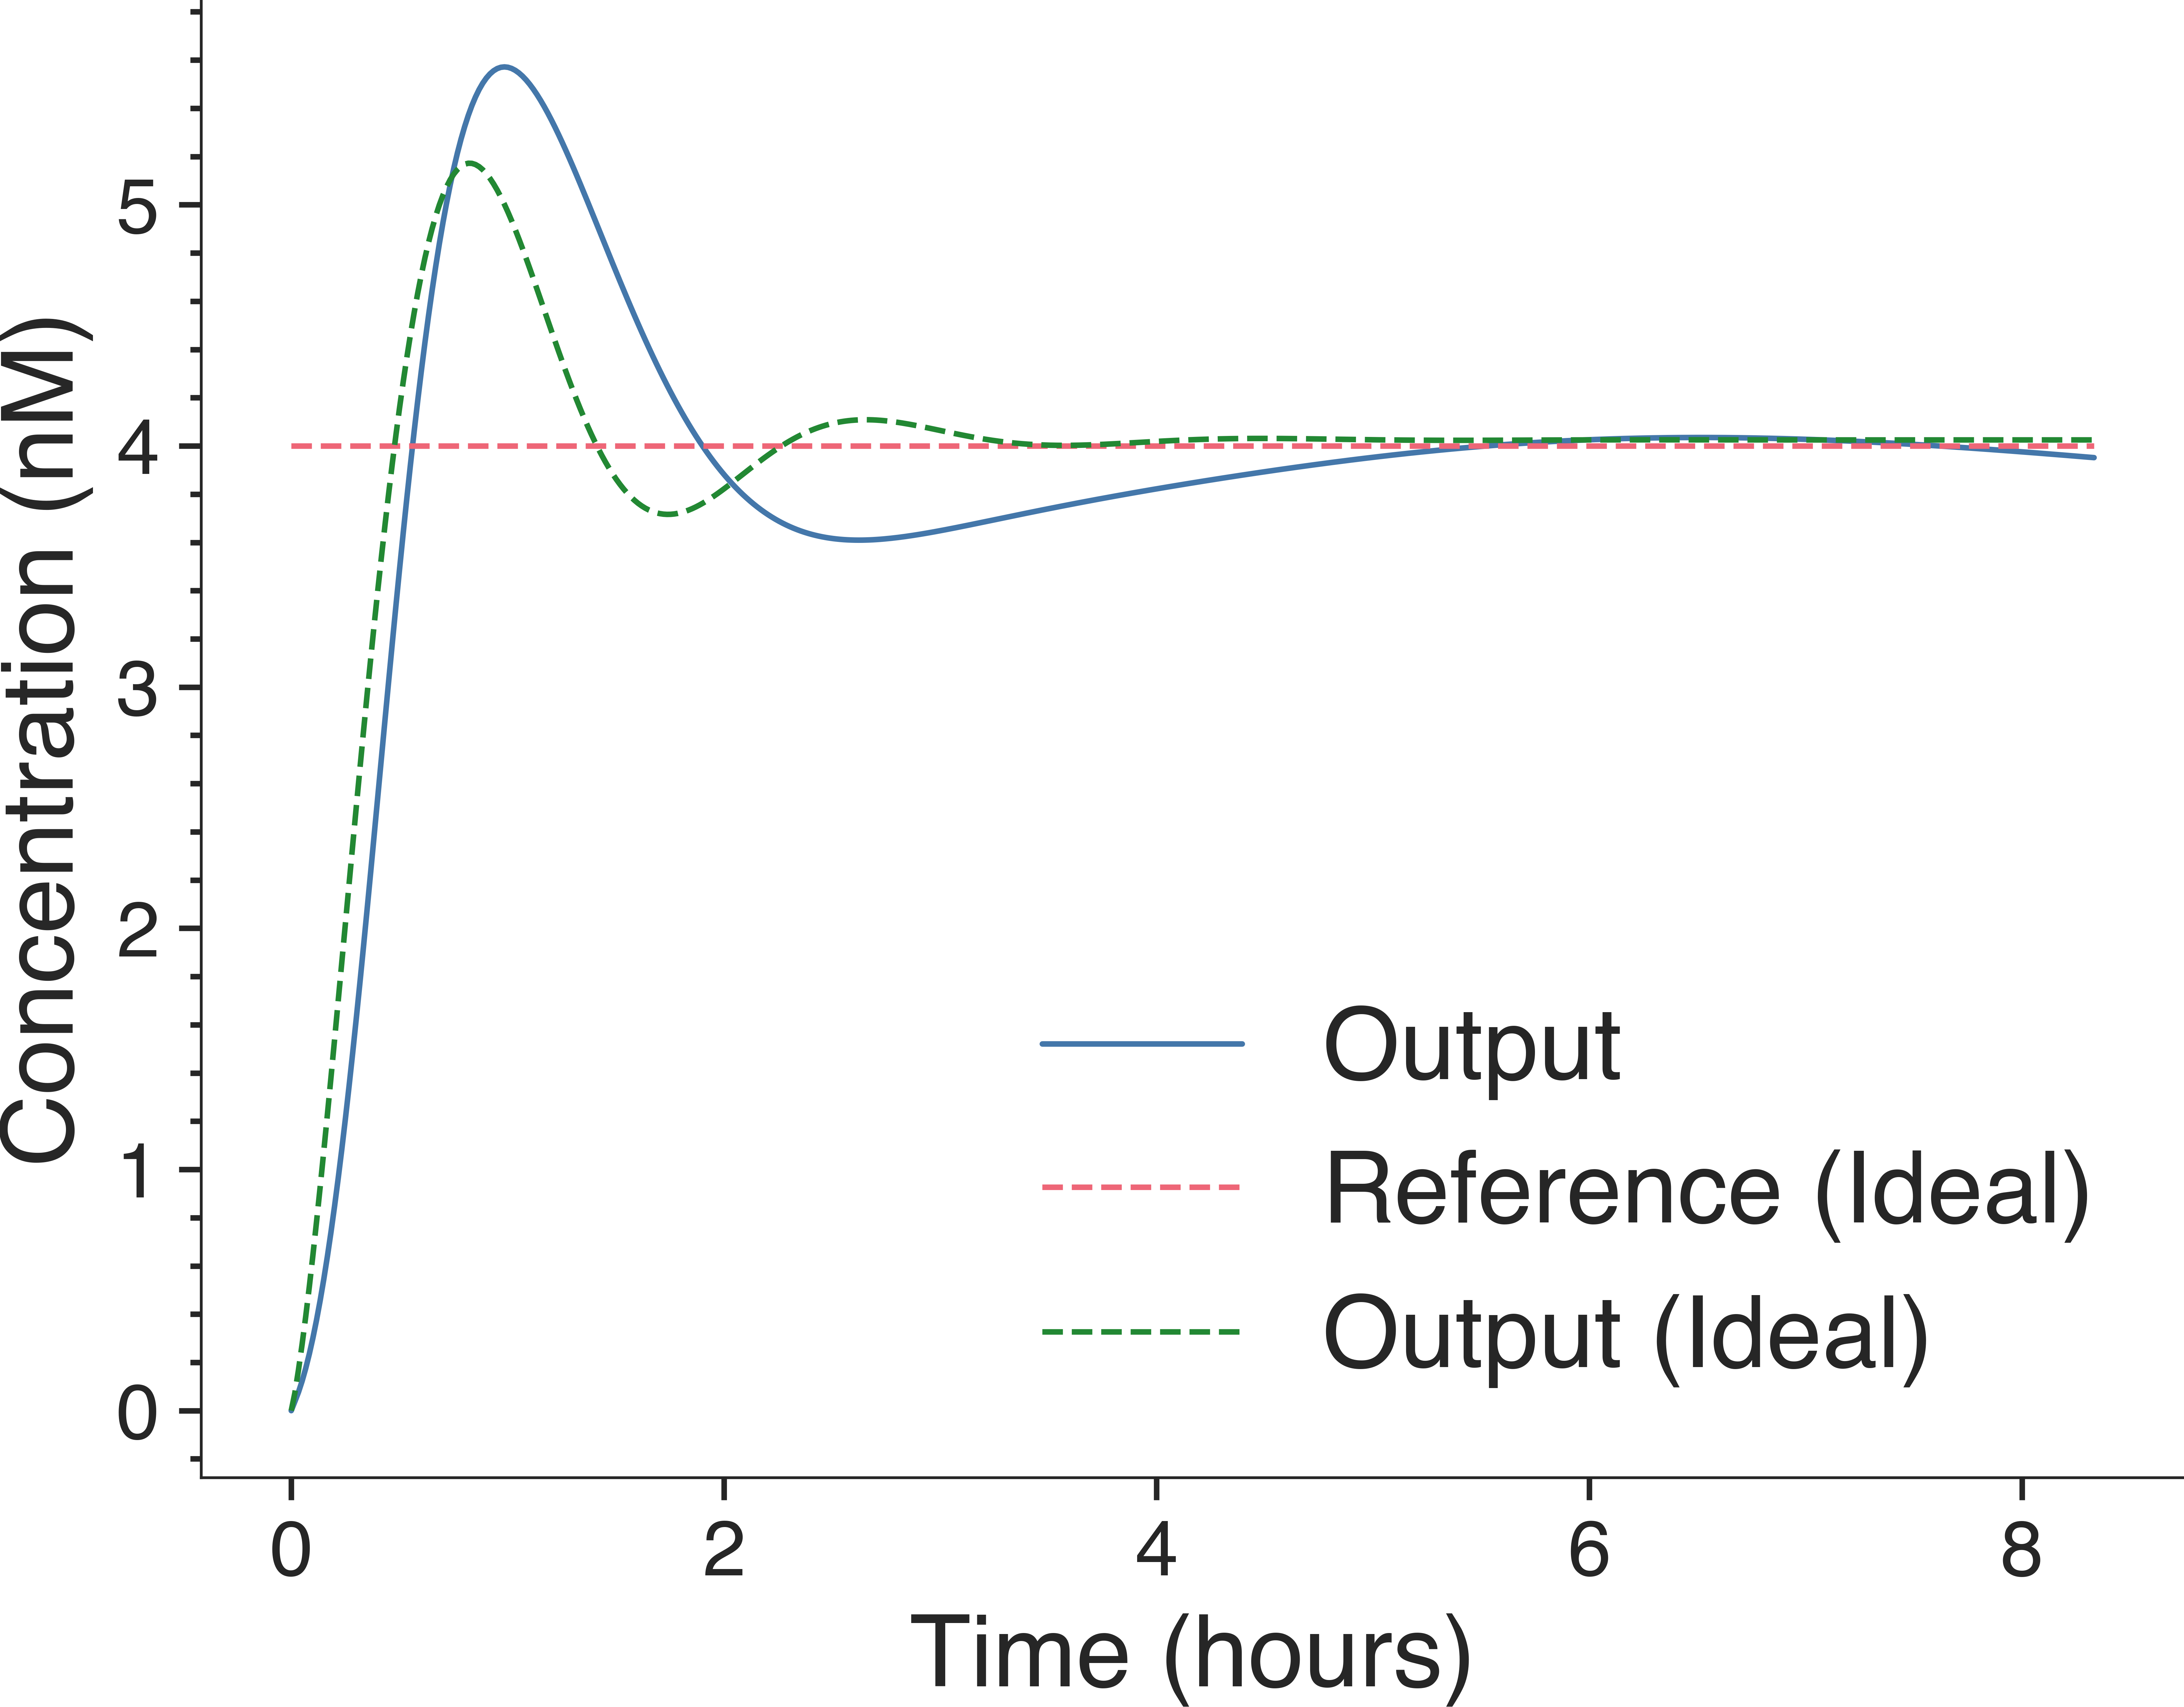 Concentration (nM)
5
4
3
2
1
0
Output
Reference (Ideal)
Output (Ideal)
0 2 4 6 8
Time (hours)